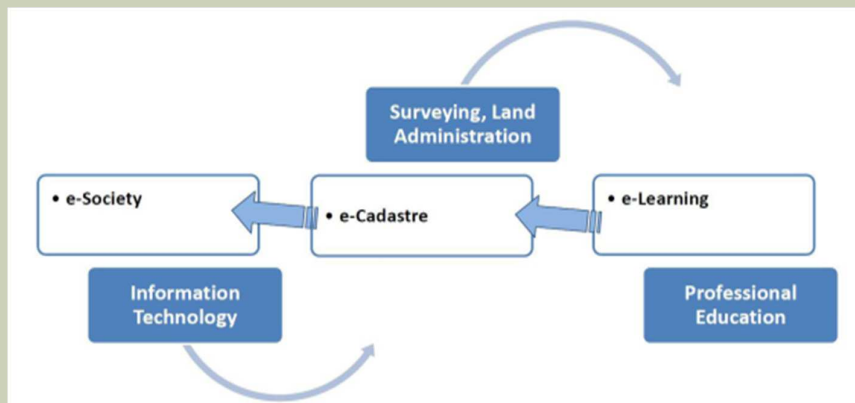 Surveying, Land
Administration
• e-Society
• e-Cadastre
• e-Learning
Information
Technology
Professional
Education